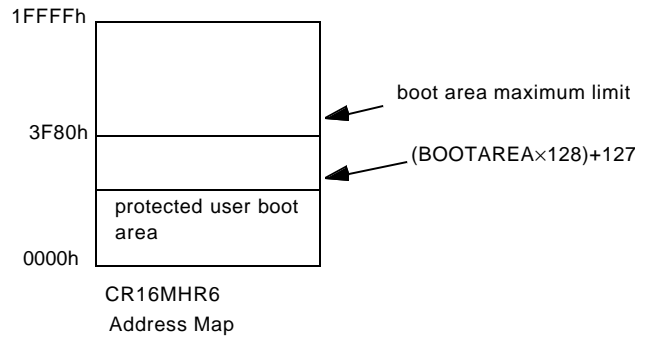 1FFFFh
boot area maximum limit
3F80h
(BOOTAREA×128)+127
protected user boot
area
0000h
CR16MHR6
Address Map